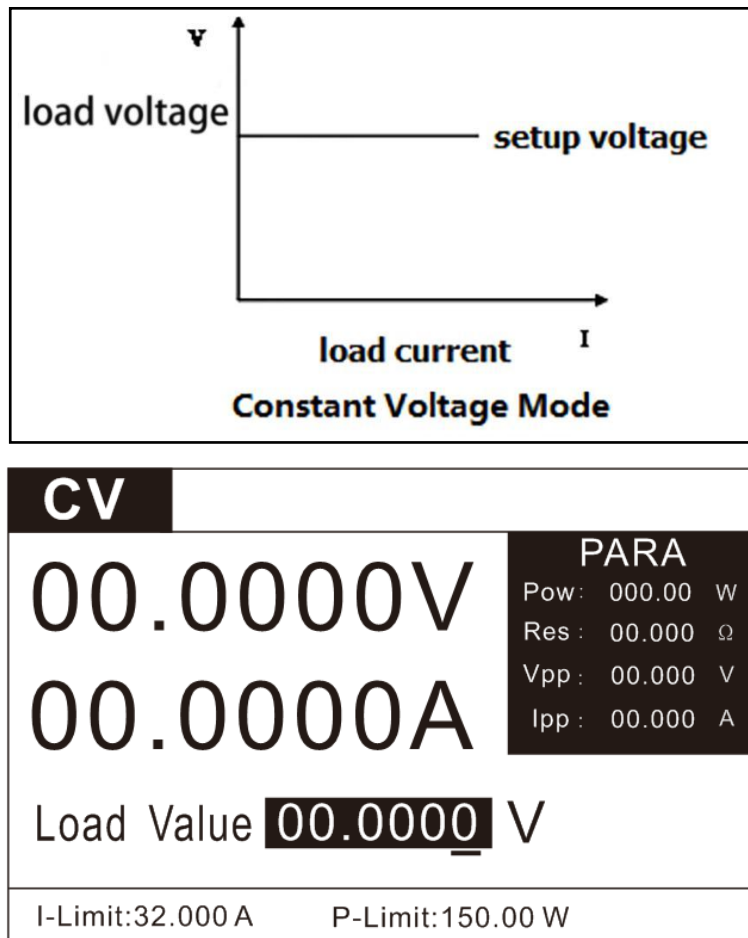 V
load voltage
setup voltage
load current
I
Constant Voltage Mode
CV
00.0000V
00.0000A
PARA
Pow: 000.00 W
Res: 00.000 Ω
Vpp: 00.000 V
Ipp: 00.000 A
Load Value 00.0000 V
I-Limit:32.000 A P-Limit:150.00 W